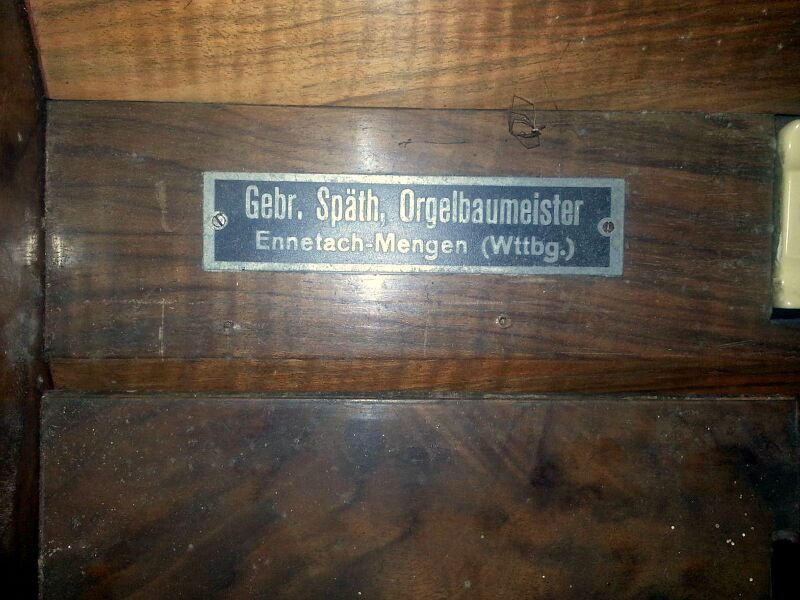 Gebr. Späth, Orgelbaumeister
Ennetach-Mengen (Wttbg.)